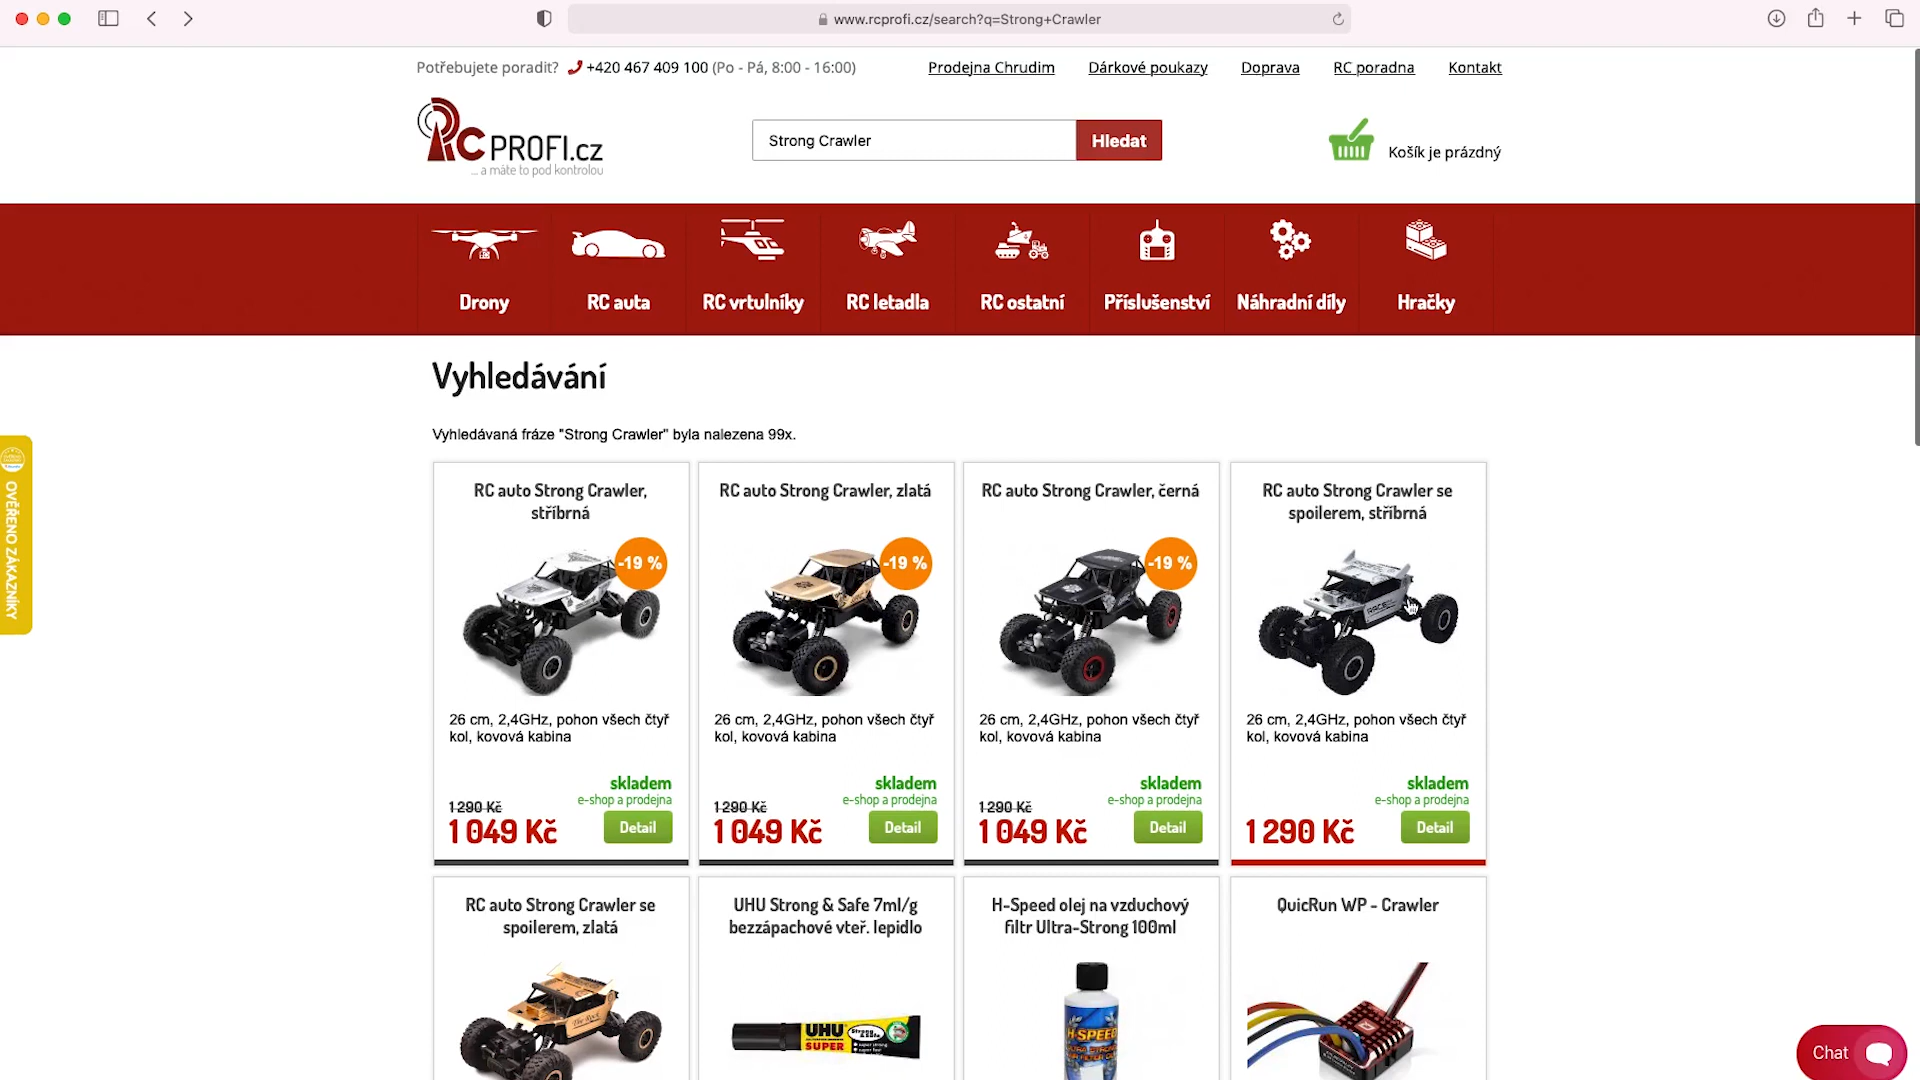 www.rcprofi.cz/search?q=Strong+Crawler
Potřebujete poradit? +420 467 409 100 (Po - Pá, 8:00 - 16:00)
Prodejna Chrudim Dárkové poukazy Doprava RC poradna Kontakt
RC PROFI.cz
... a máte to pod kontrolou
Strong Crawler Hledat
Košík je prázdný
Drony RC auta RC vrtulníky RC letadla RC ostatní Příslušenství Náhradní díly Hračky
Vyhledávání
Vyhledávaná fráze "Strong Crawler" byla nalezena 99x.
OVĚŘENO ZÁKAZNÍKY
RC auto Strong Crawler,
stříbrná
-19 %
26 cm, 2,4GHz, pohon všech čtyř
kol, kovová kabina
skladem
e-shop a prodejna
1 290 Kč
1 049 Kč
Detail
RC auto Strong Crawler, zlatá
-19 %
26 cm, 2,4GHz, pohon všech čtyř
kol, kovová kabina
skladem
e-shop a prodejna
1 290 Kč
1 049 Kč
Detail
RC auto Strong Crawler, černá
-19 %
26 cm, 2,4GHz, pohon všech čtyř
kol, kovová kabina
skladem
e-shop a prodejna
1 290 Kč
1 049 Kč
Detail
RC auto Strong Crawler se
spoilerem, stříbrná
26 cm, 2,4GHz, pohon všech čtyř
kol, kovová kabina
skladem
e-shop a prodejna
1 290 Kč
Detail
RC auto Strong Crawler se
spoilerem, zlatá
The Rock
UHU Strong & Safe 7ml/g
bezzápachové vteř. lepidlo
UHU
SUPER
Strong
& Safe
H-Speed olej na vzduchový
filtr Ultra-Strong 100ml
H-SPEED
QuicRun WP - Crawler
Chat